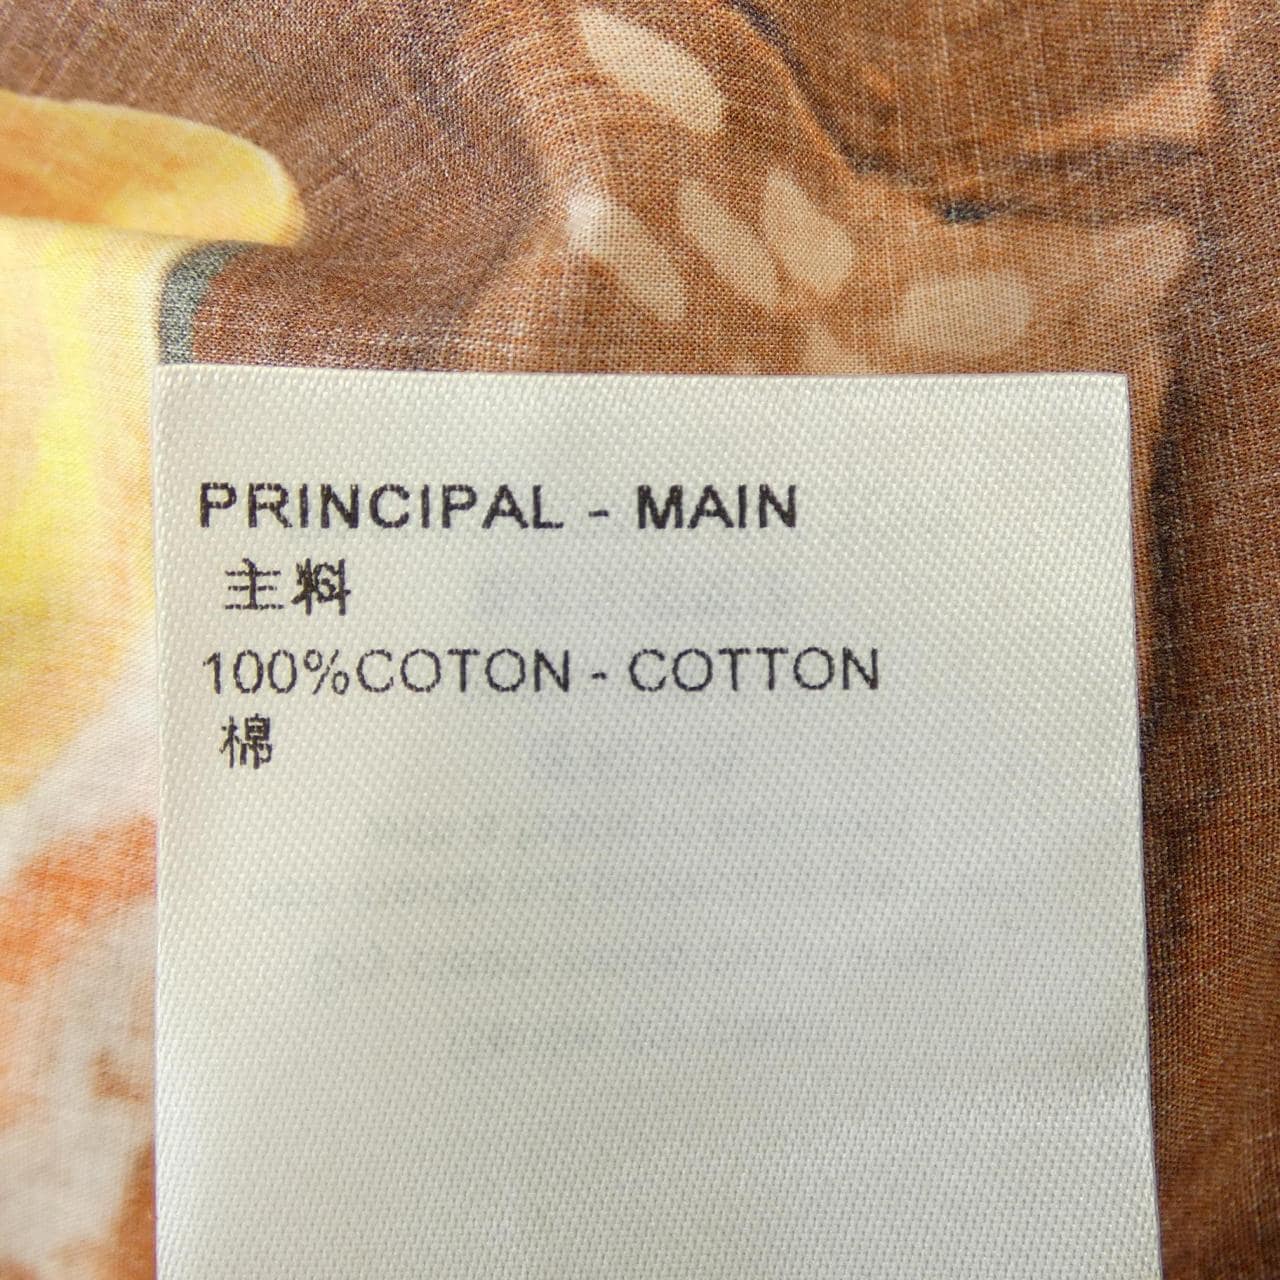 PRINCIPAL - MAIN
主料
100%COTON - COTTON
棉